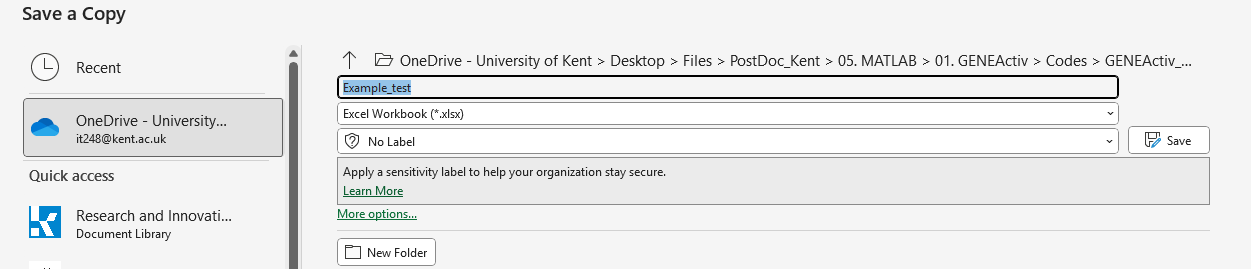 Save a Copy
Recent
OneDrive - University...
it248@kent.ac.uk
Quick access
Research and Innovati...
Document Library
OneDrive - University of Kent > Desktop > Files > PostDoc_Kent > 05. MATLAB > 01. GENEActiv > Codes > GENEActiv_...
Example_test
Excel Workbook (*.xlsx)
No Label
Save
Apply a sensitivity label to help your organization stay secure.
Learn More
More options...
New Folder